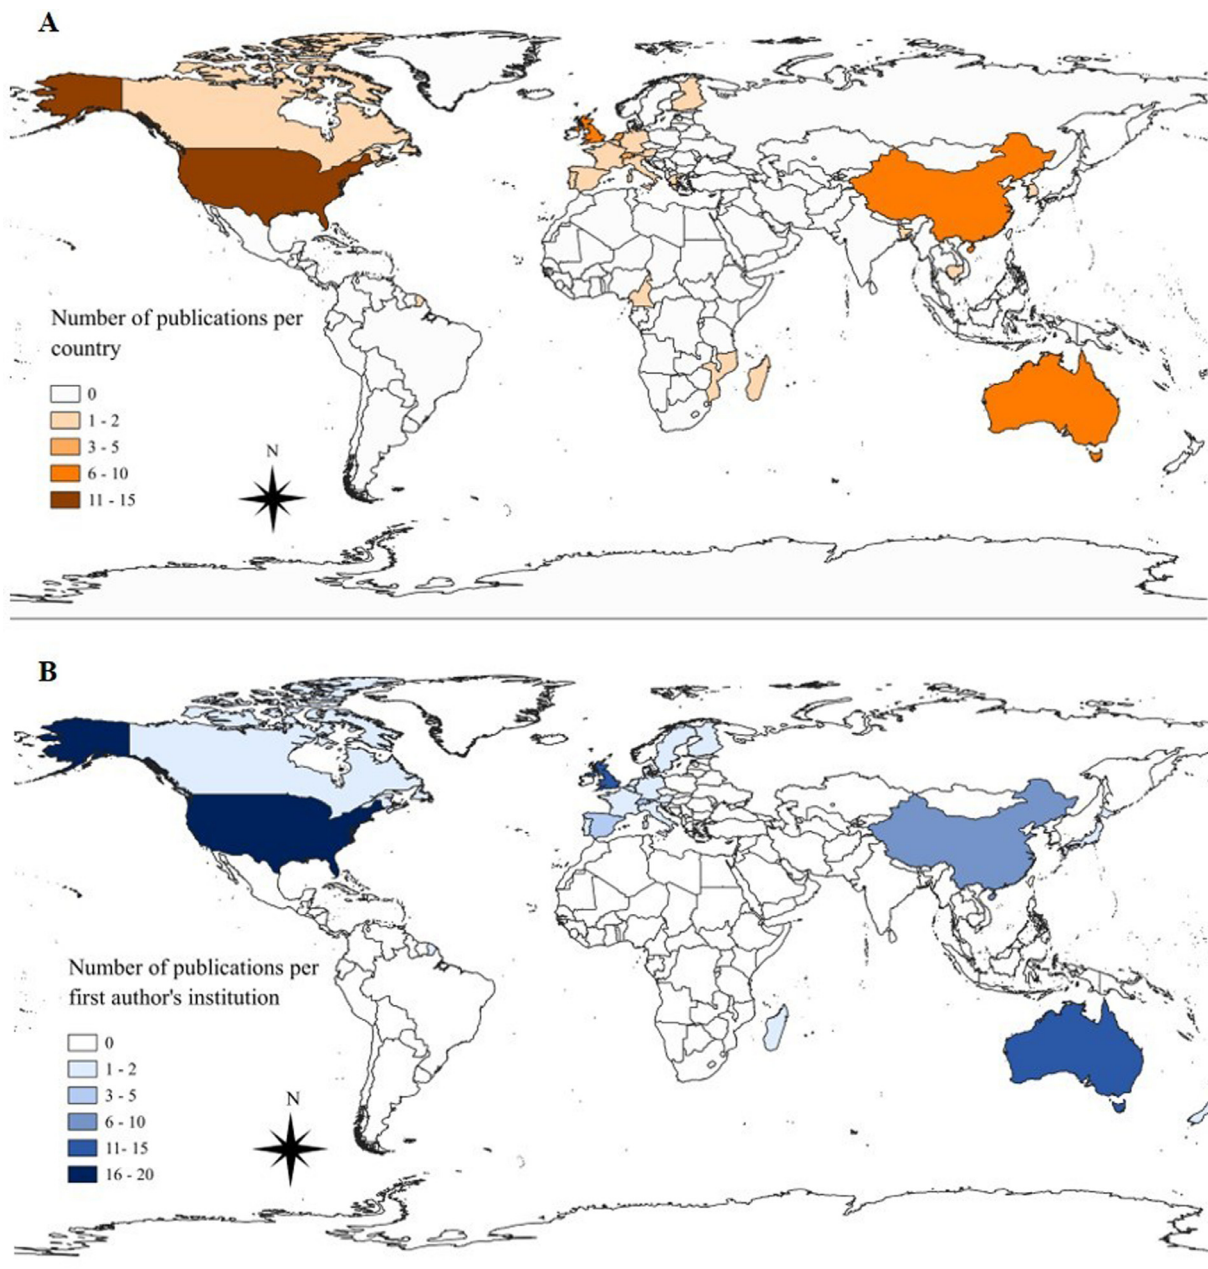 A
Number of publications per
country
0
1 - 2
3 - 5
6 - 10
11 - 15
N
B
Number of publications per
first author's institution
0
1 - 2
3 - 5
6 - 10
11- 15
16 - 20
N